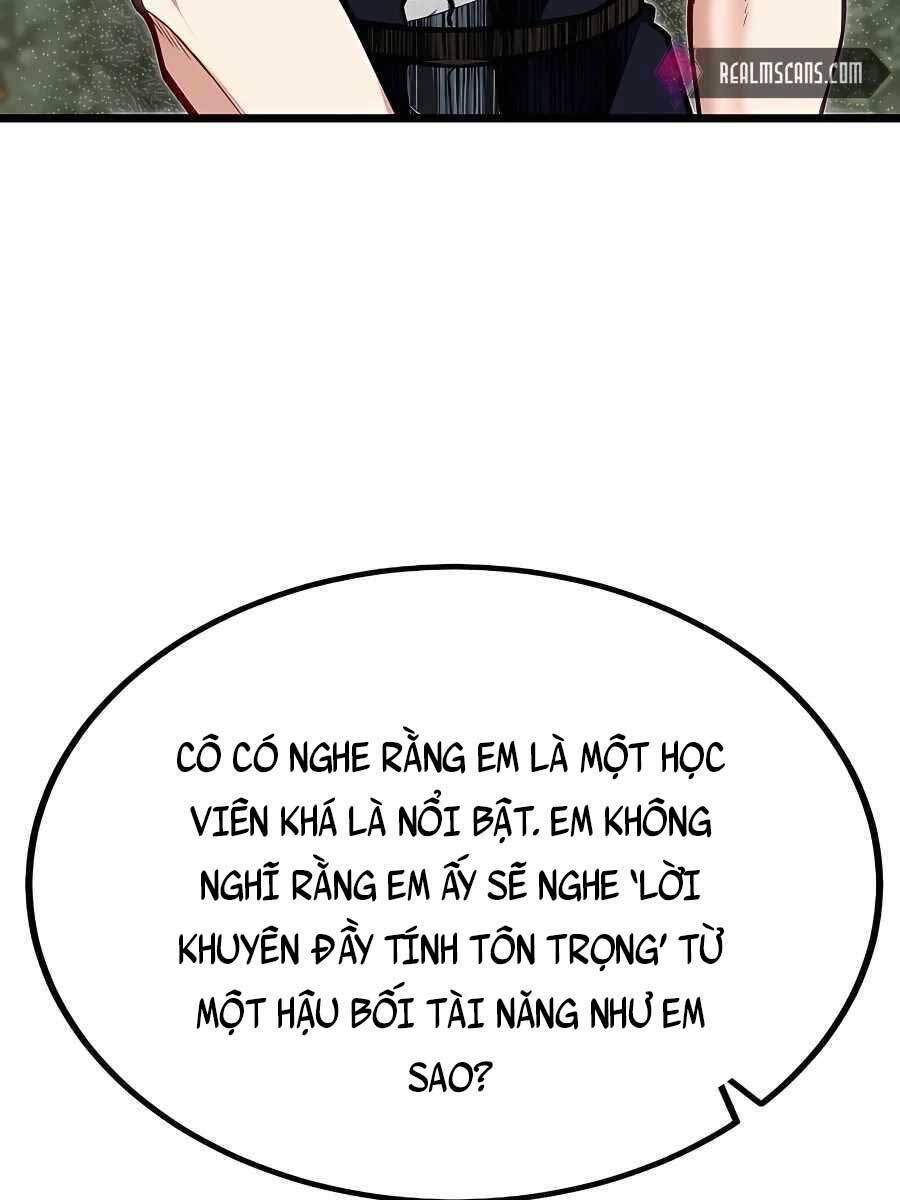 REALMSCANS.COM
CÔ CÓ NGHE RẰNG EM LÀ MỘT HỌC
VIÊN KHÁ LÀ NỔI BẬT. EM KHÔNG
NGHĨ RẰNG EM ẤY SẼ NGHE 'LỜI
KHUYÊN ĐẦY TÍNH TÔN TRỌNG' TỪ
MỘT HẬU BỐI TÀI NĂNG NHƯ EM
SAO?